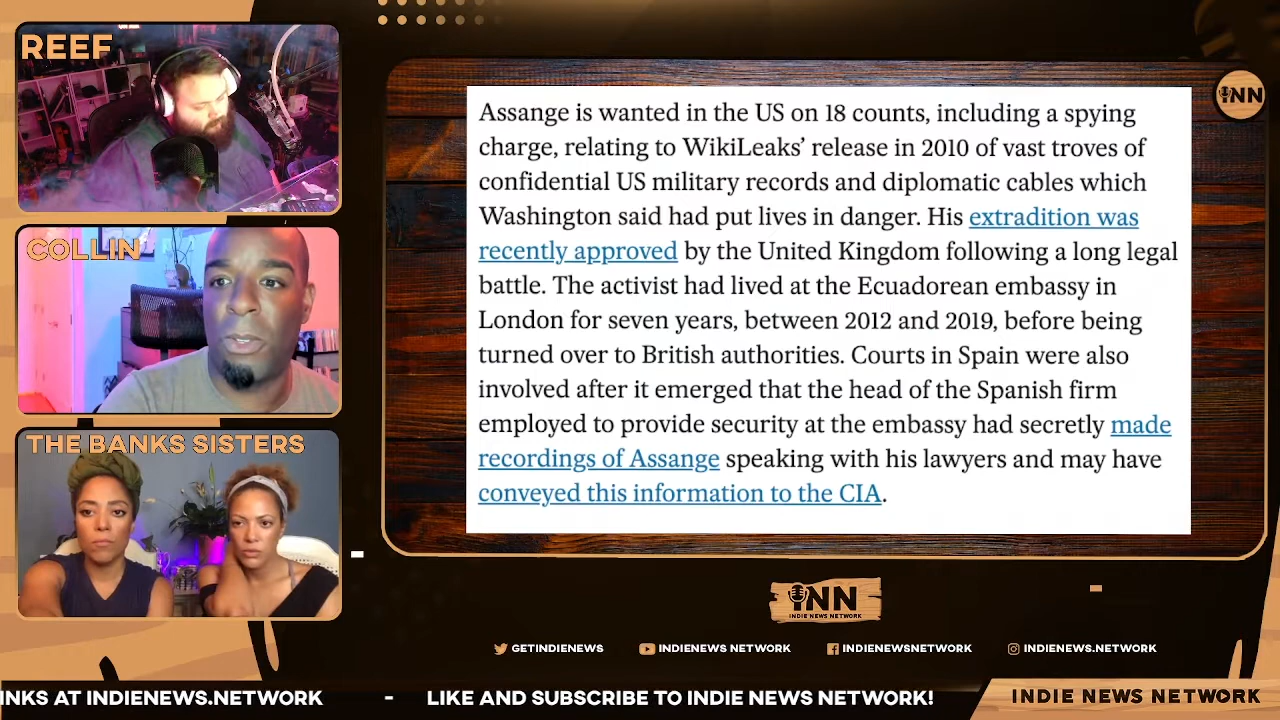 REEF
COLLIN
THE BANKS SISTERS
INN
Assange is wanted in the US on 18 counts, including a spying
charge, relating to WikiLeaks’ release in 2010 of vast troves of
confidential US military records and diplomatic cables which
Washington said had put lives in danger. His extradition was
recently approved by the United Kingdom following a long legal
battle. The activist had lived at the Ecuadorean embassy in
London for seven years, between 2012 and 2019, before being
turned over to British authorities. Courts in Spain were also
involved after it emerged that the head of the Spanish firm
employed to provide security at the embassy had secretly made
recordings of Assange speaking with his lawyers and may have
conveyed this information to the CIA.
INN
INDIE NEWS NETWORK
GETINDIENEWS
INDIENEWS NETWORK
INDIENEWSNETWORK
INDIENEWS.NETWORK
INKS AT INDIENEWS.NETWORK - LIKE AND SUBSCRIBE TO INDIE NEWS NETWORK!
INDIE NEWS NETWORK